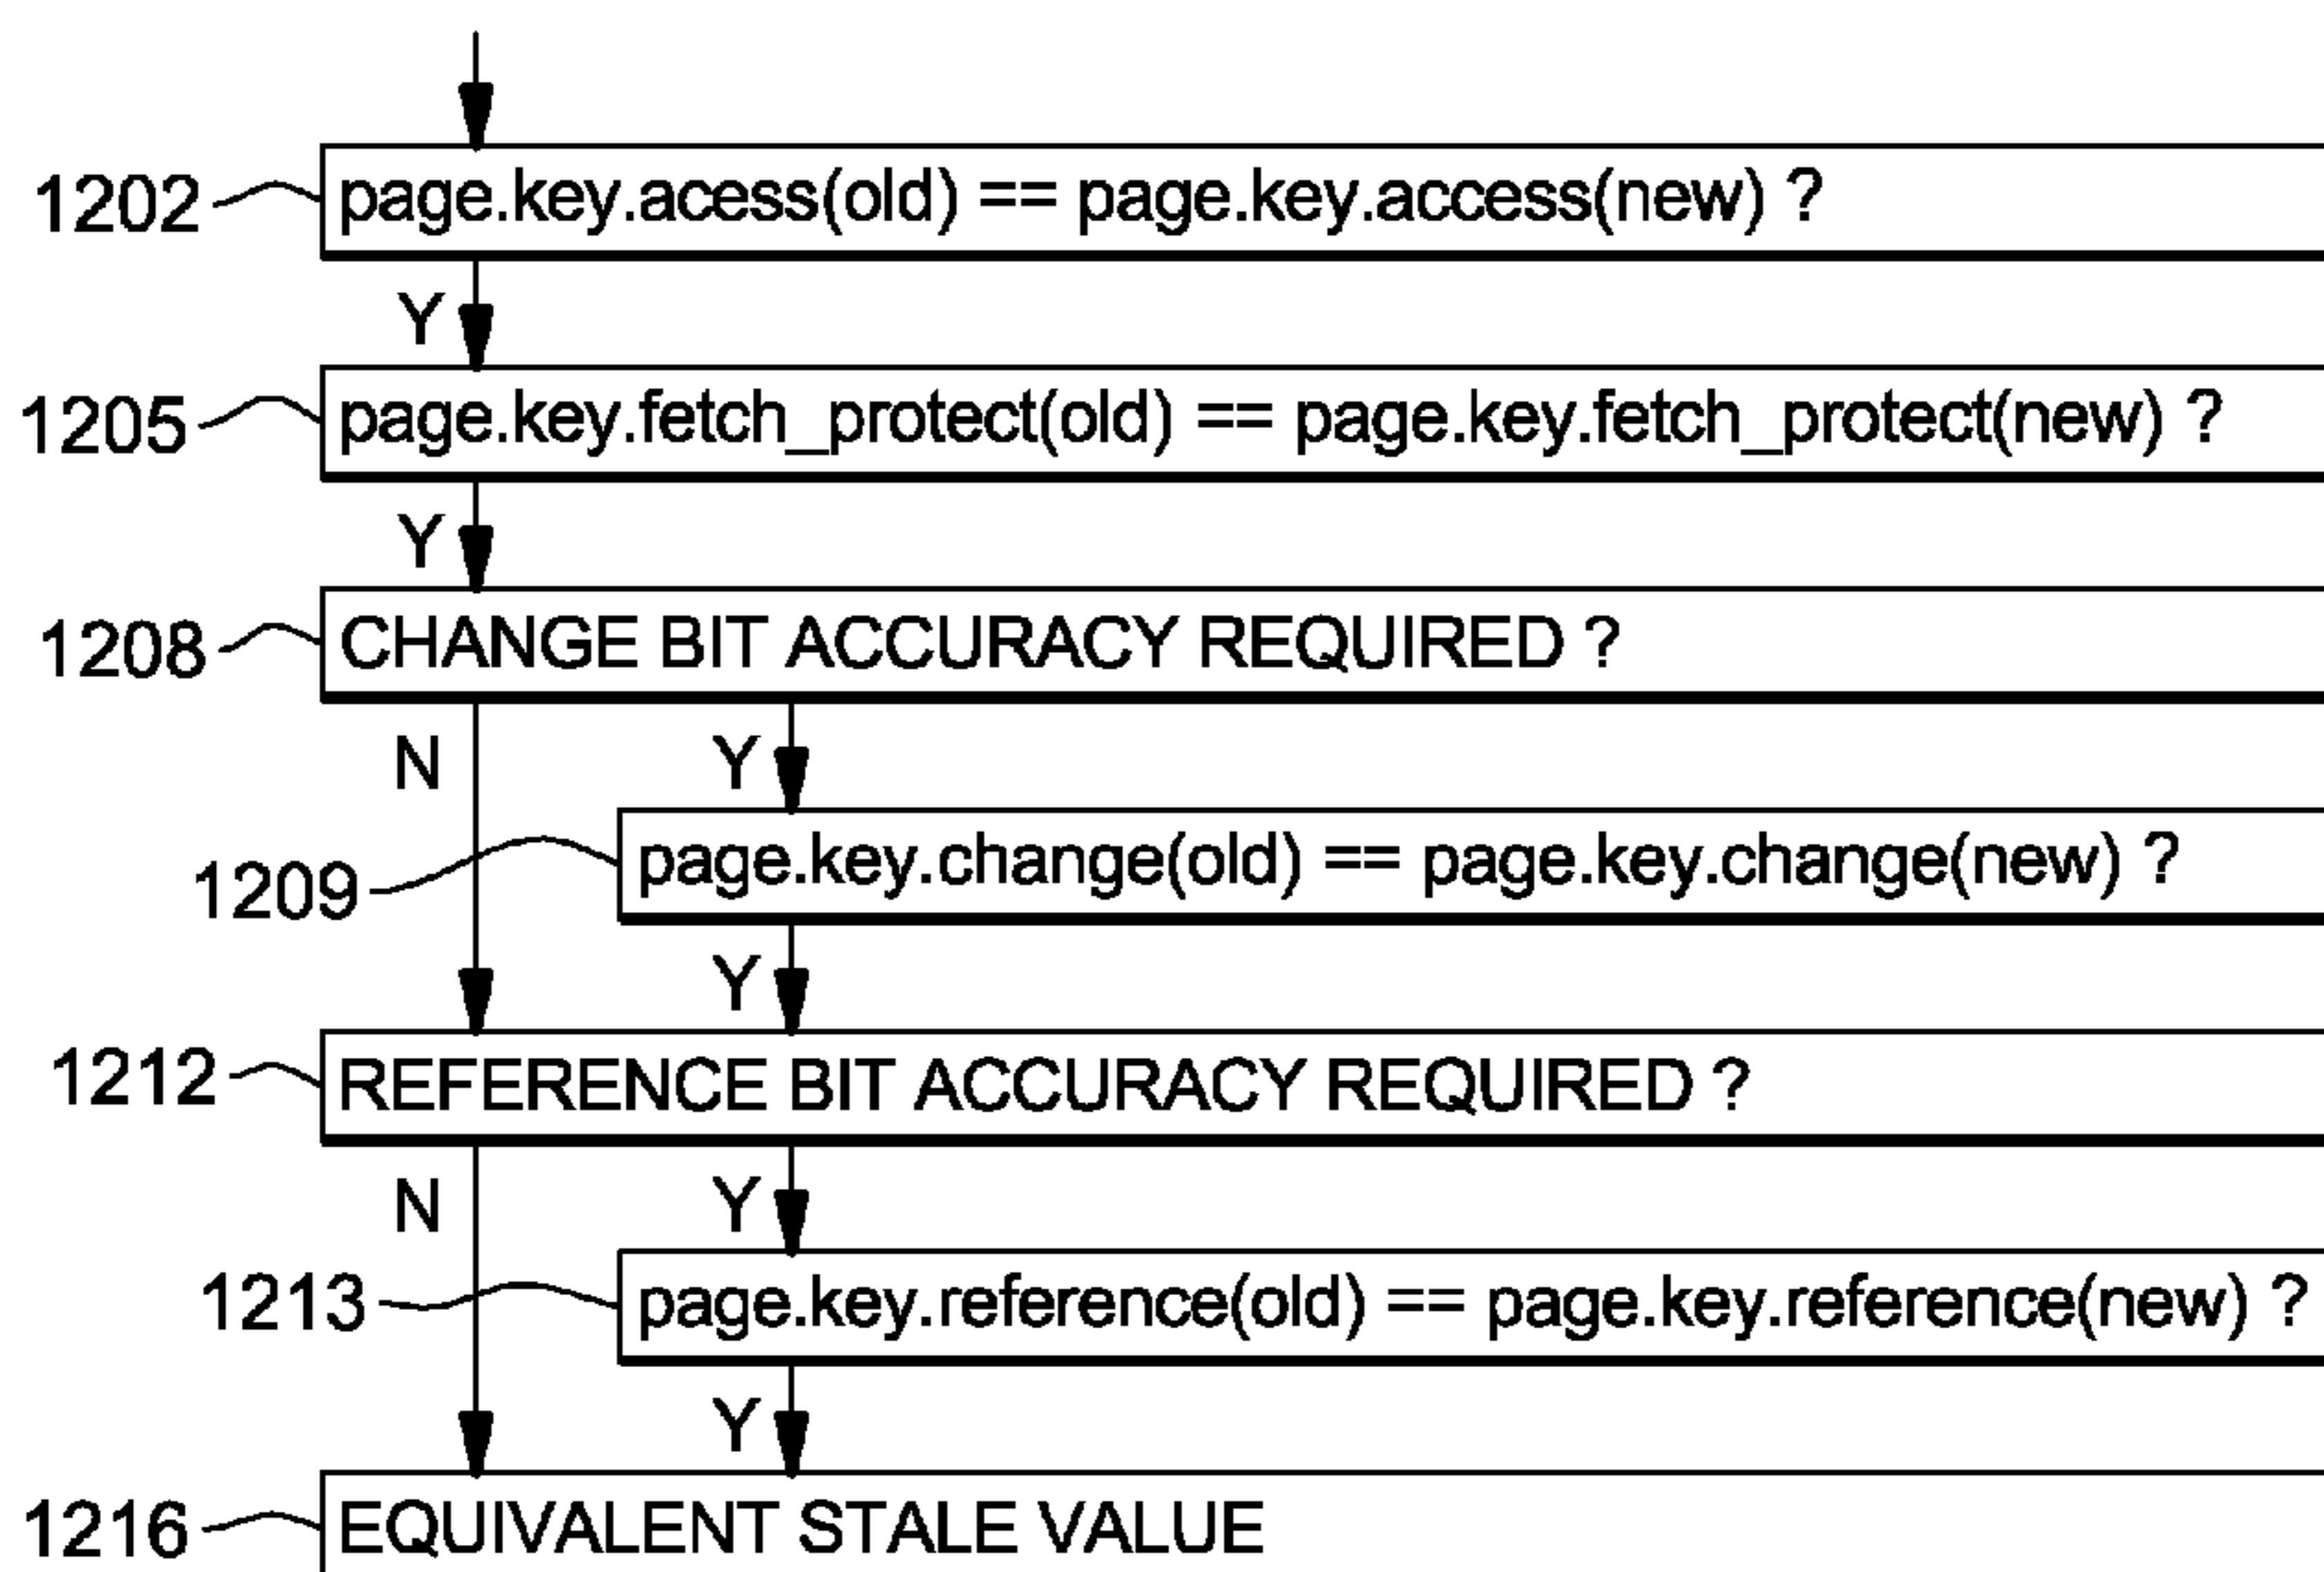 1202 page.key.acess(old) == page.key.access(new) ?
Y
1205 page.key.fetch_protect(old) == page.key.fetch_protect(new) ?
Y
1208 CHANGE BIT ACCURACY REQUIRED ?
N Y
1209 page.key.change(old) == page.key.change(new) ?
Y
1212 REFERENCE BIT ACCURACY REQUIRED ?
N Y
1213 page.key.reference(old) == page.key.reference(new) ?
Y
1216 EQUIVALENT STALE VALUE